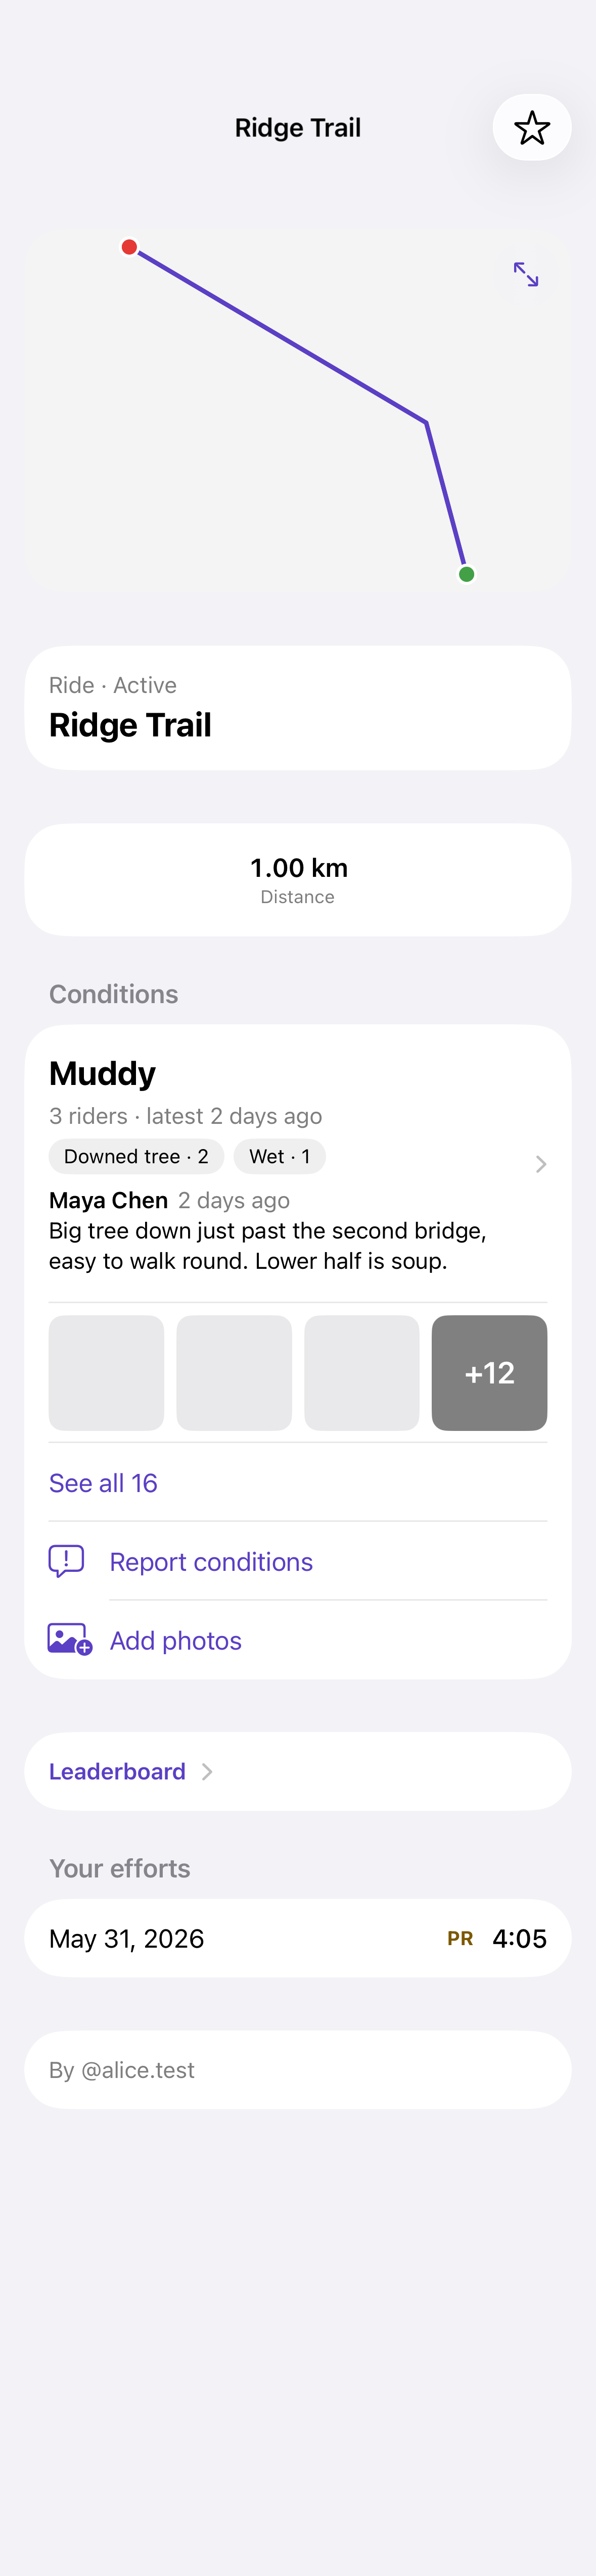 Ridge Trail
Ride · Active
Ridge Trail
1.00 km
Distance
Conditions
Muddy
3 riders · latest 2 days ago
Downed tree · 2
Wet · 1
Maya Chen 2 days ago
Big tree down just past the second bridge,
easy to walk round. Lower half is soup.
+12
See all 16
Report conditions
Add photos
Leaderboard
Your efforts
May 31, 2026 PR 4:05
By @alice.test